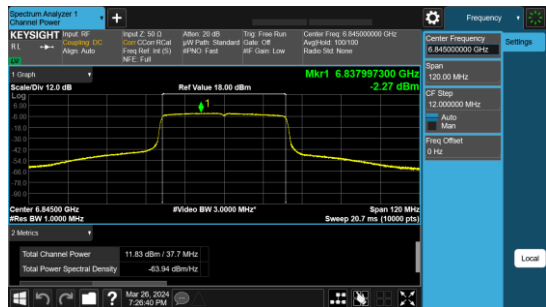 Spectrum Analyzer 1
Channel Power
+
Frequency
KEYSIGHT
Input: RF
Coupling: DC
Align: Auto
Input Z: 50 Ω
Corr CCorr RCal
Freq Ref: Int (S)
NFE: Full
Atten: 20 dB
µW Path: Standard
#PNO: Fast
Trig: Free Run
Gate: Off
#IF Gain: Low
Center Freq: 6.845000000 GHz
Avg|Hold: 100/100
Radio Std: None
RL
1 Graph
Scale/Div 12.0 dB
Ref Value 18.00 dBm
Mkr1 6.837997300 GHz
-2.27 dBm
Log
6.00
-6.00
-18.0
-30.0
-42.0
-54.0
-66.0
-78.0
-90.0
1
Center 6.84500 GHz
#Res BW 1.0000 MHz
#Video BW 3.0000 MHz*
Span 120 MHz
Sweep 20.7 ms (10000 pts)
2 Metrics
Total Channel Power 11.83 dBm / 37.7 MHz
Total Power Spectral Density -63.94 dBm/Hz
Mar 26, 2024
7:26:40 PM
?
Center Frequency
6.845000000 GHz
Span
120.00 MHz
CF Step
12.000000 MHz
Auto
Man
Freq Offset
0 Hz
Settings
Local